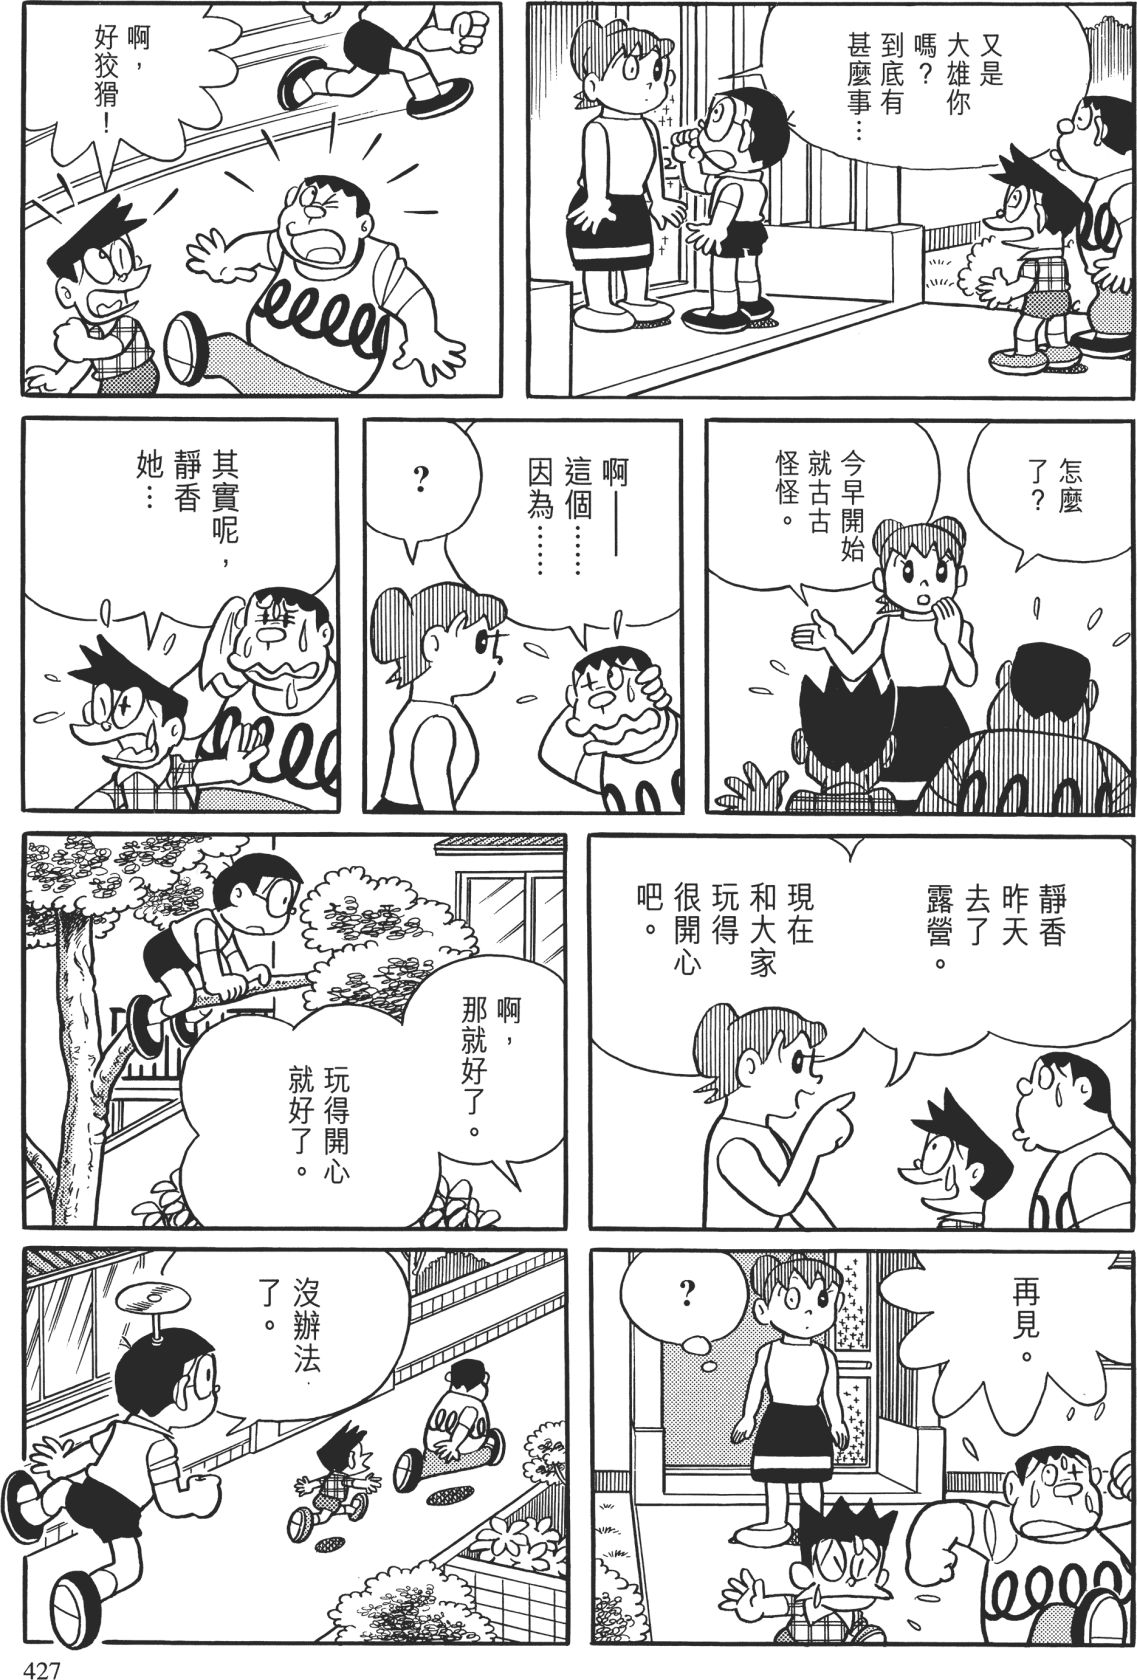 又是
大雄你
嗎？
到底有
甚麼事…
啊，
好狡猾！
怎麼
了？
今早開始
就古古
怪怪。
啊——
這個……
因為……
？
其實呢，
靜香
她…
靜香
昨天
去了
露營。
現在
和大家
玩得
很開心
吧。
啊，
那就好了。
玩得開心
就好了。
再見。
？
沒辦法
了。
427